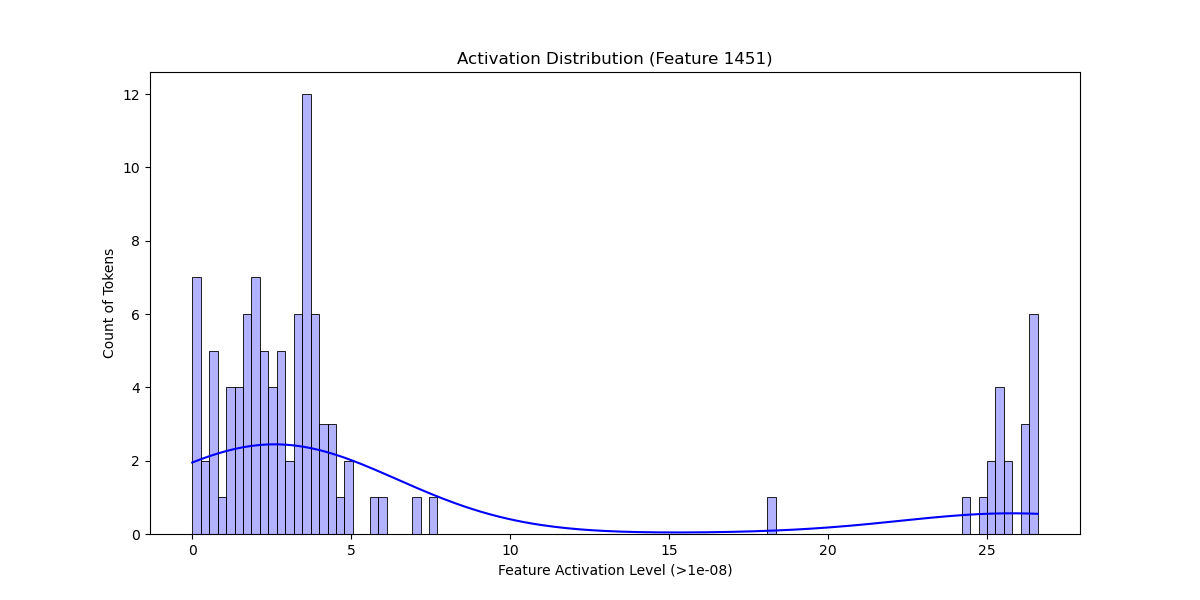 Activation Distribution (Feature 1451)
12
10
8
6
4
2
0
Count of Tokens
0 5 10 15 20 25
Feature Activation Level (>1e-08)